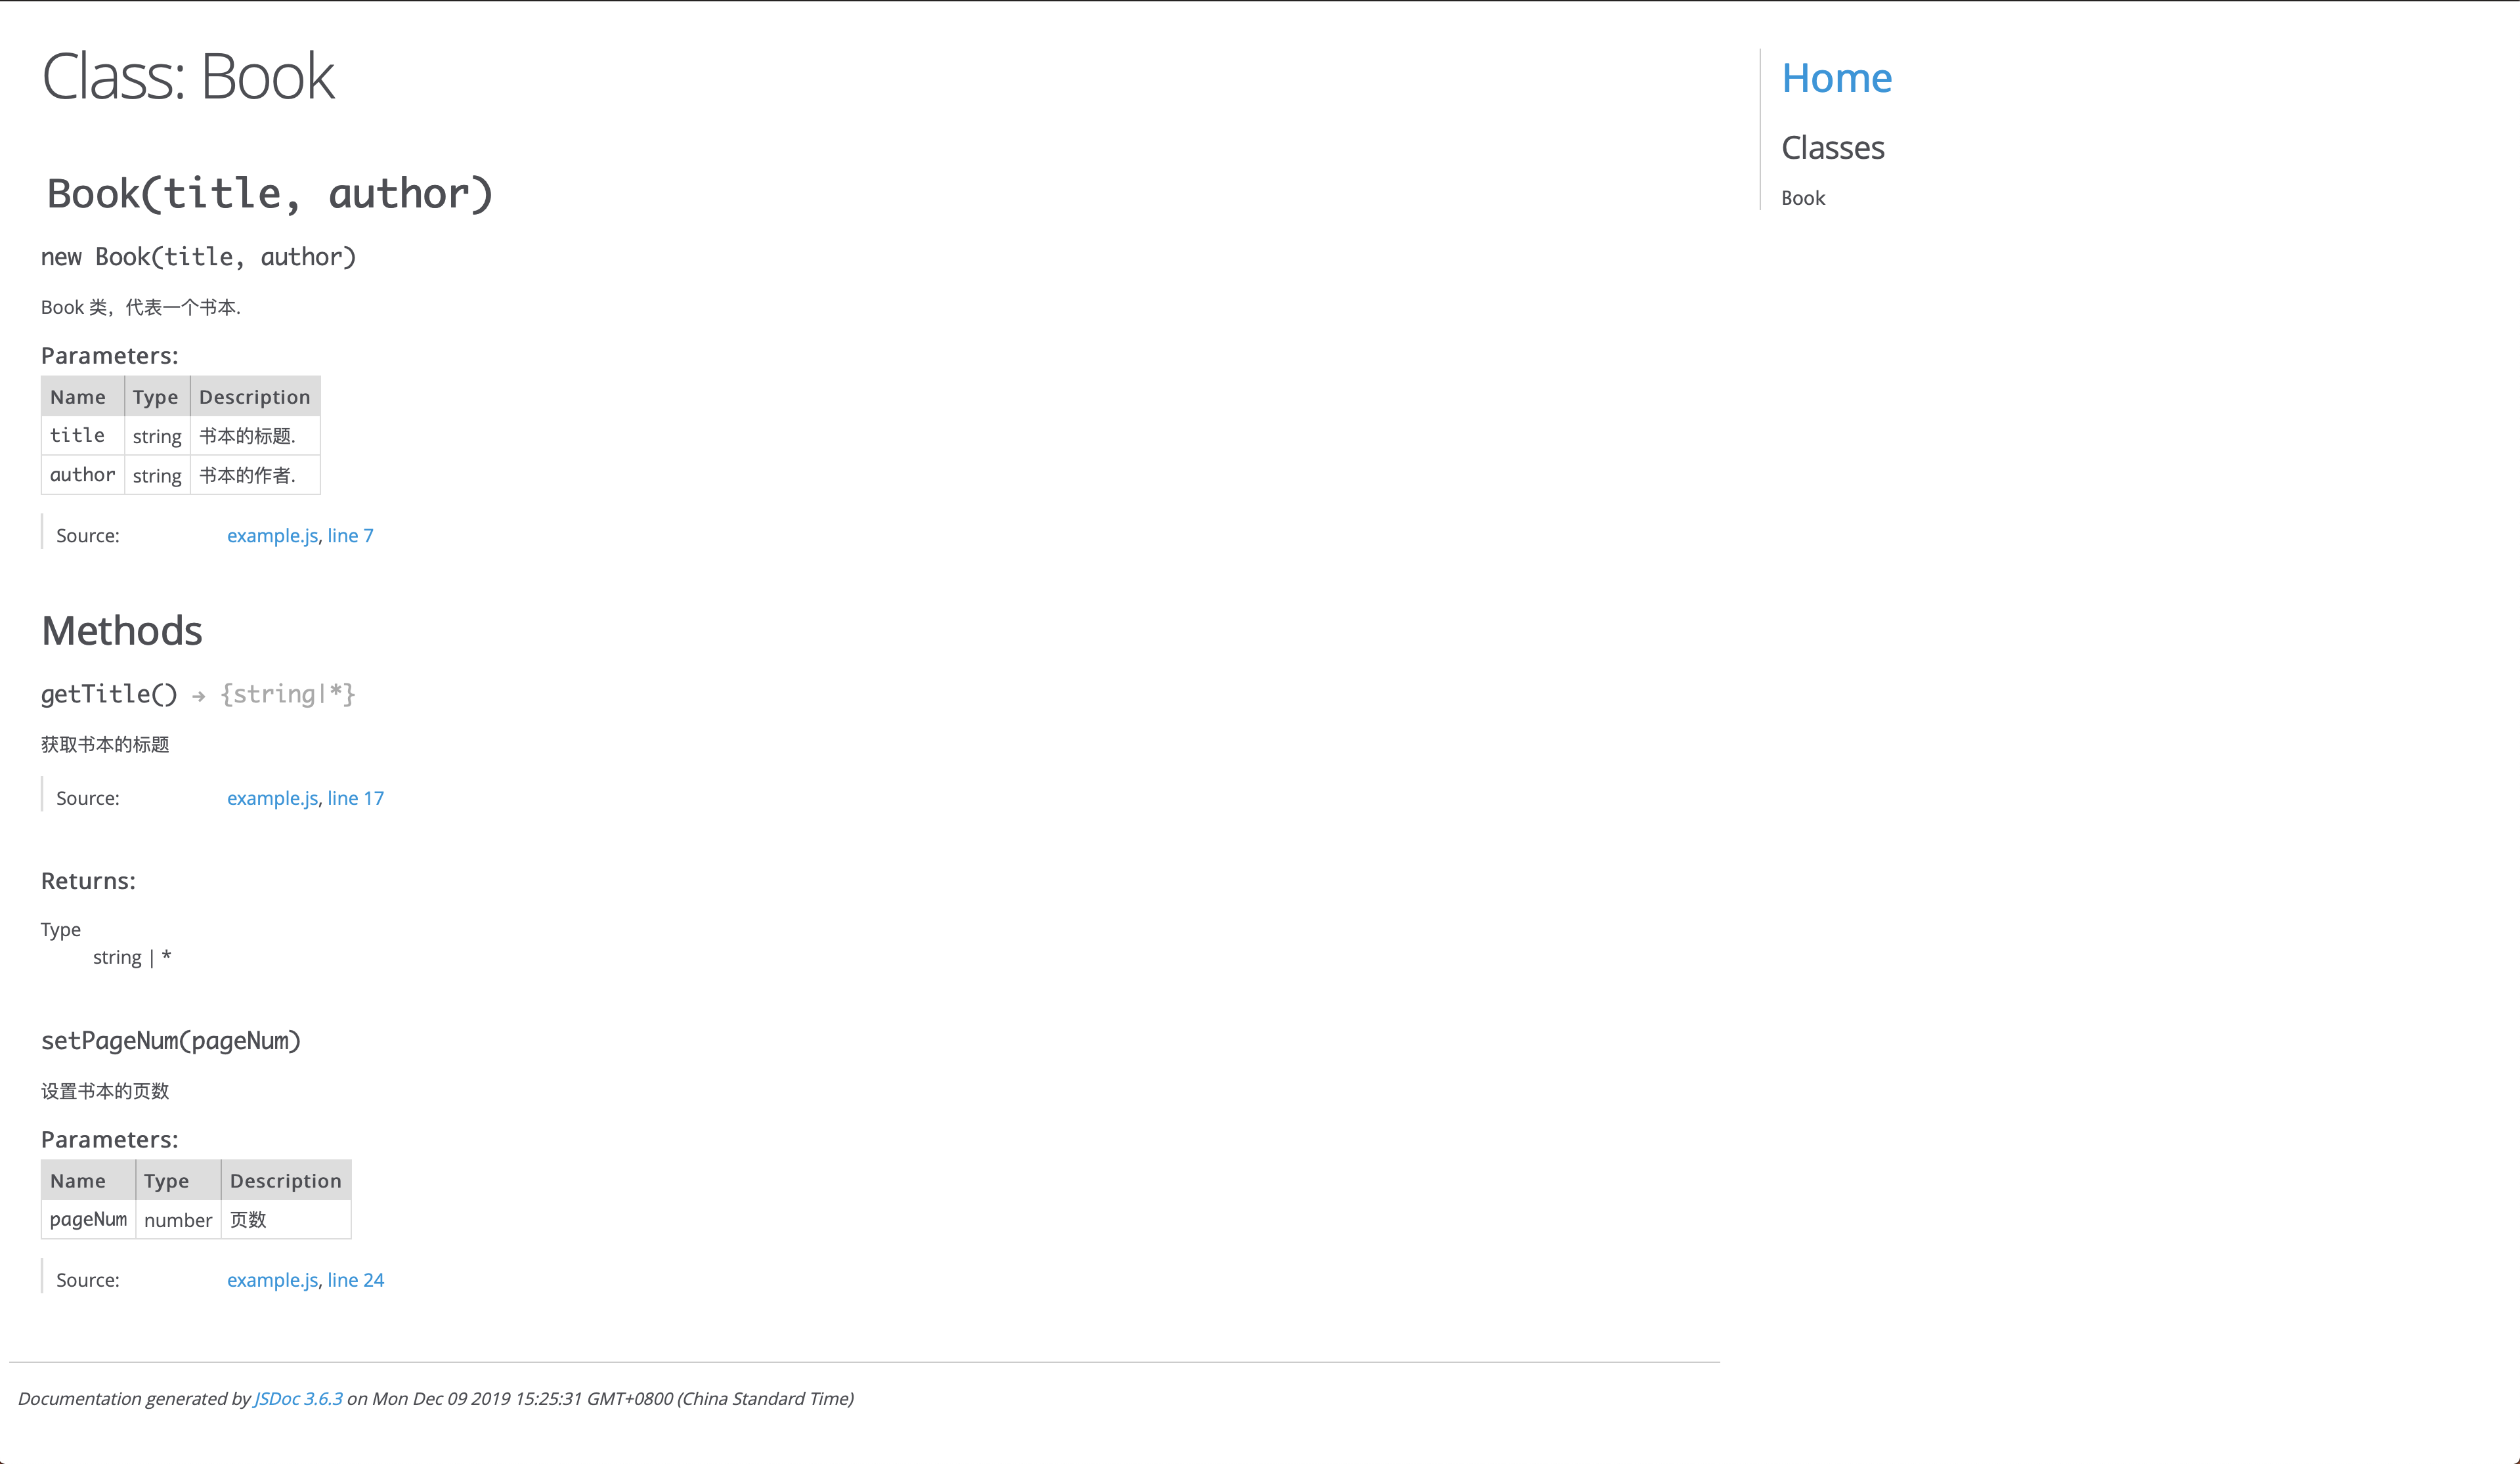 Class: Book
Book(title, author)
new Book(title, author)
Book 类，代表一个书本.
Parameters:
Name Type Description
title string 书本的标题.
author string 书本的作者.
Source: example.js, line 7
Methods
getTitle() → {string|*}
获取书本的标题
Source: example.js, line 17
Returns:
Type
string | *
setPageNum(pageNum)
设置书本的页数
Parameters:
Name Type Description
pageNum number 页数
Source: example.js, line 24
Documentation generated by JSDoc 3.6.3 on Mon Dec 09 2019 15:25:31 GMT+0800 (China Standard Time)
Home
Classes
Book